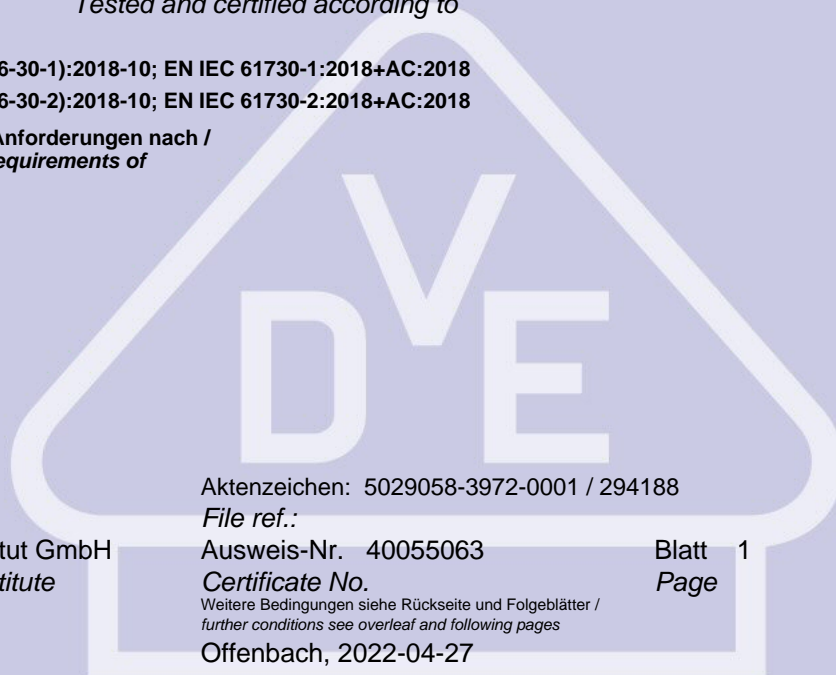 Tested and certified according to
6-30-1):2018-10; EN IEC 61730-1:2018+AC:2018
6-30-2):2018-10; EN IEC 61730-2:2018+AC:2018
Anforderungen nach /
equirements of
DVE
Aktenzeichen: 5029058-3972-0001 / 294188
File ref.:
tut GmbH Ausweis-Nr. 40055063 Blatt 1
titute Certificate No. Page
Weitere Bedingungen siehe Rückseite und Folgeblätter /
further conditions see overleaf and following pages
Offenbach, 2022-04-27